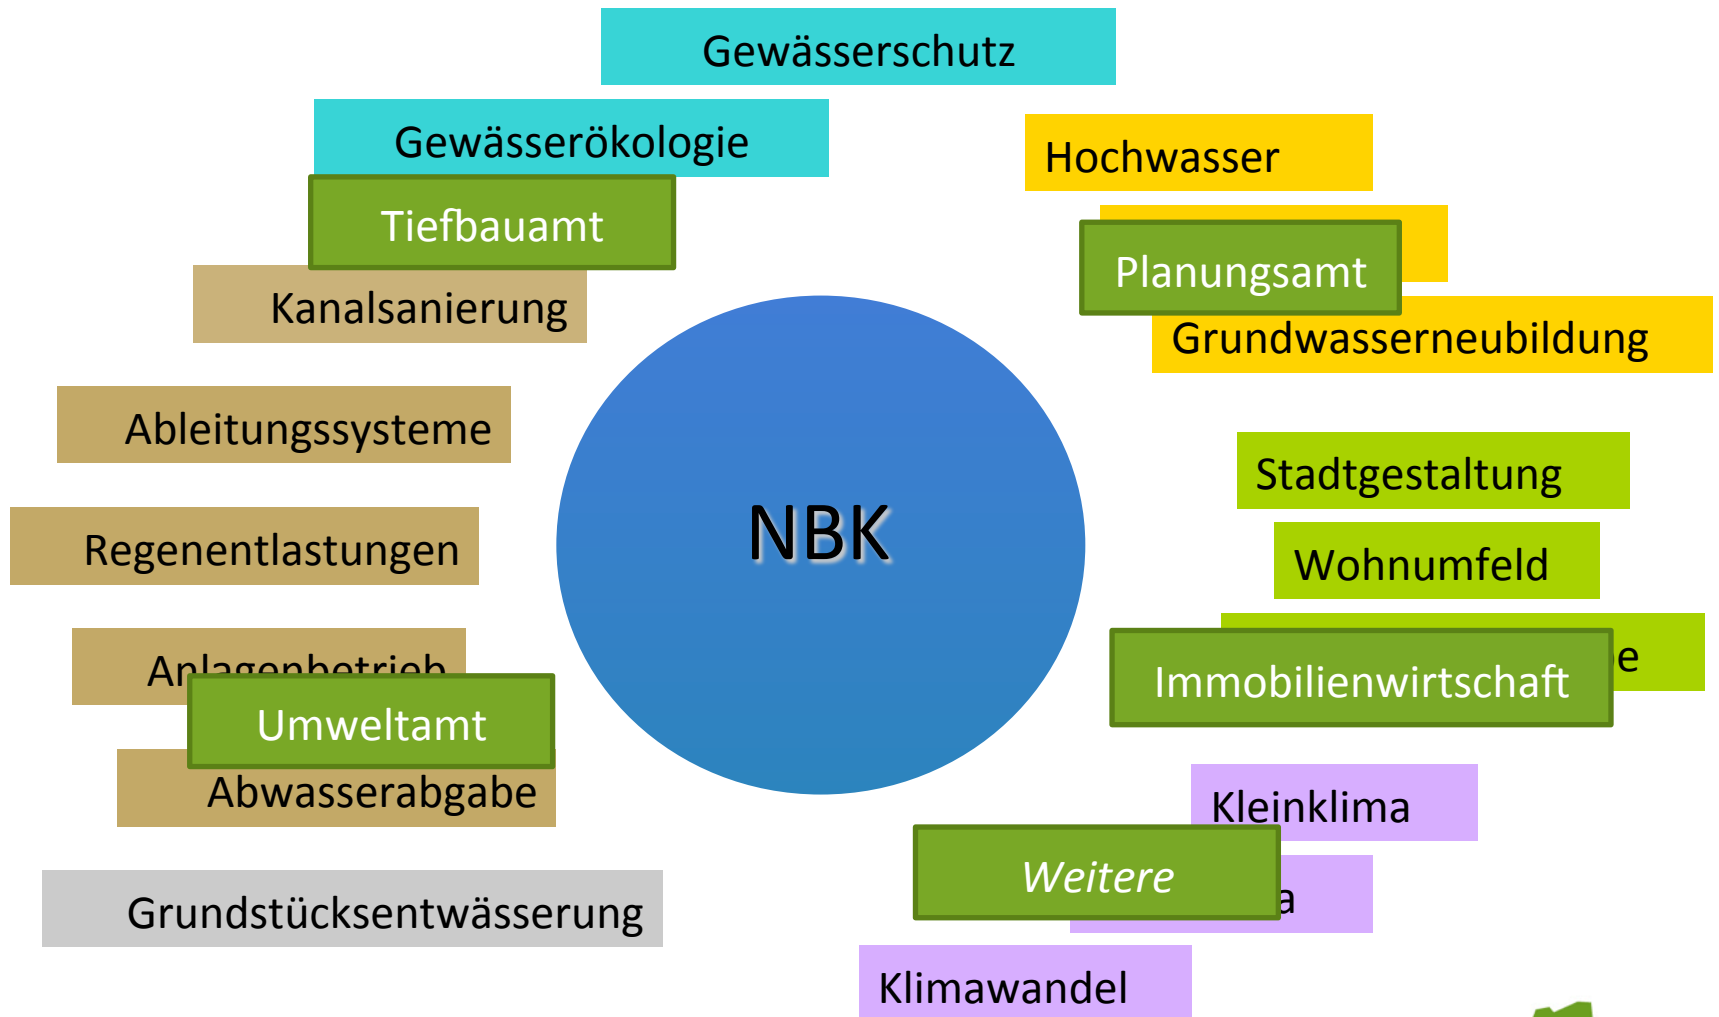 Gewässerschutz
Gewässerökologie
Hochwasser
Tiefbauamt
Planungsamt
Kanalsanierung
Grundwasserneubildung
Ableitungssysteme
Stadtgestaltung
Regenentlastungen
NBK
Wohnumfeld
Anlagenbetrieb
Immobilienwirtschaft
Umweltamt
Abwasserabgabe
Kleinklima
Weitere
Grundstücksentwässerung
Klimawandel